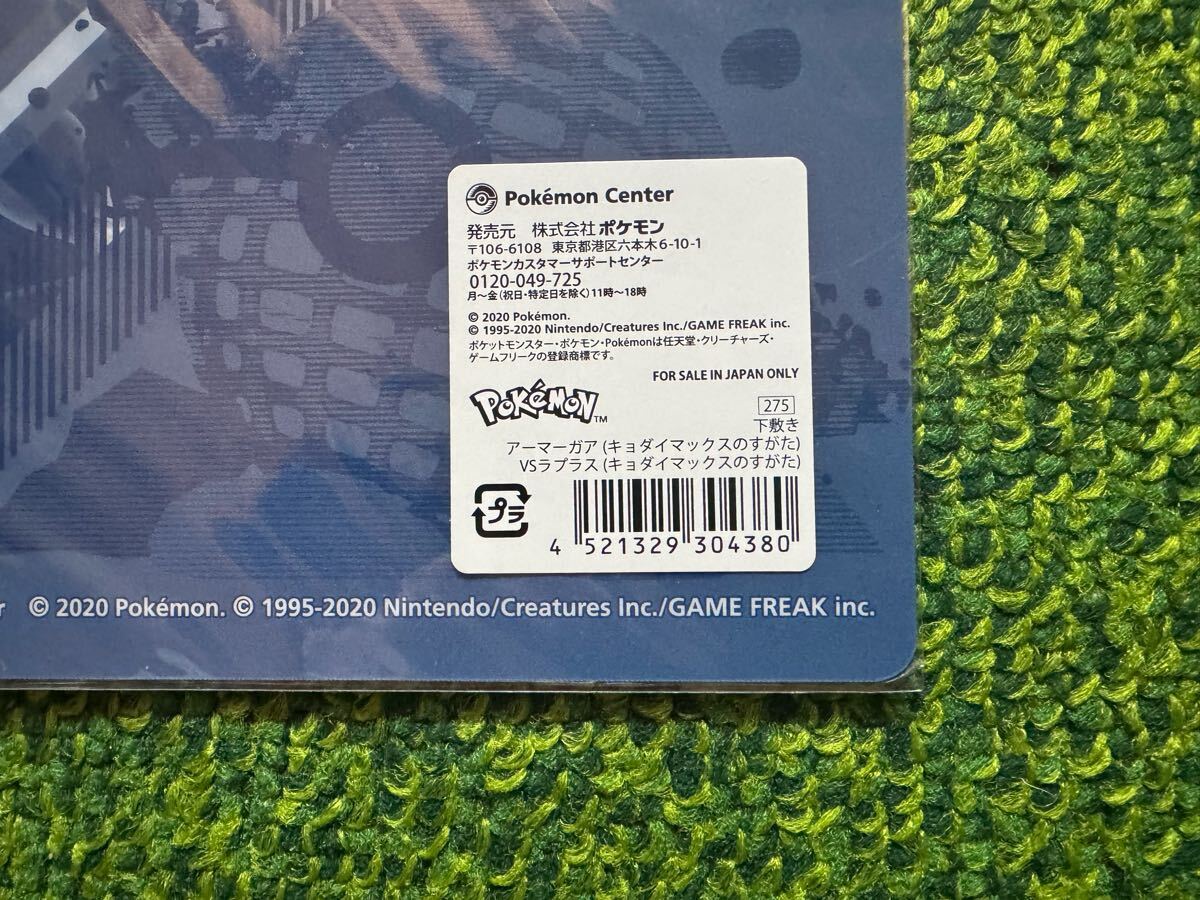 Pokémon Center
発売元 株式会社ポケモン
〒106-6108 東京都港区六本木6-10-1
ポケモンカスタマーサポートセンター
0120-049-725
月〜金(祝日・特定日を除く)11時〜18時
© 2020 Pokémon.
© 1995-2020 Nintendo/Creatures Inc./GAME FREAK inc.
ポケットモンスター・ポケモン・Pokémonは任天堂・クリーチャーズ・
ゲームフリークの登録商標です。
FOR SALE IN JAPAN ONLY
POKéMON TM
275
下敷き
アーマーガア (キョダイマックスのすがた)
VSラプラス (キョダイマックスのすがた)
プラ
4 521329 304380
r © 2020 Pokémon. © 1995-2020 Nintendo/Creatures Inc./GAME FREAK inc.